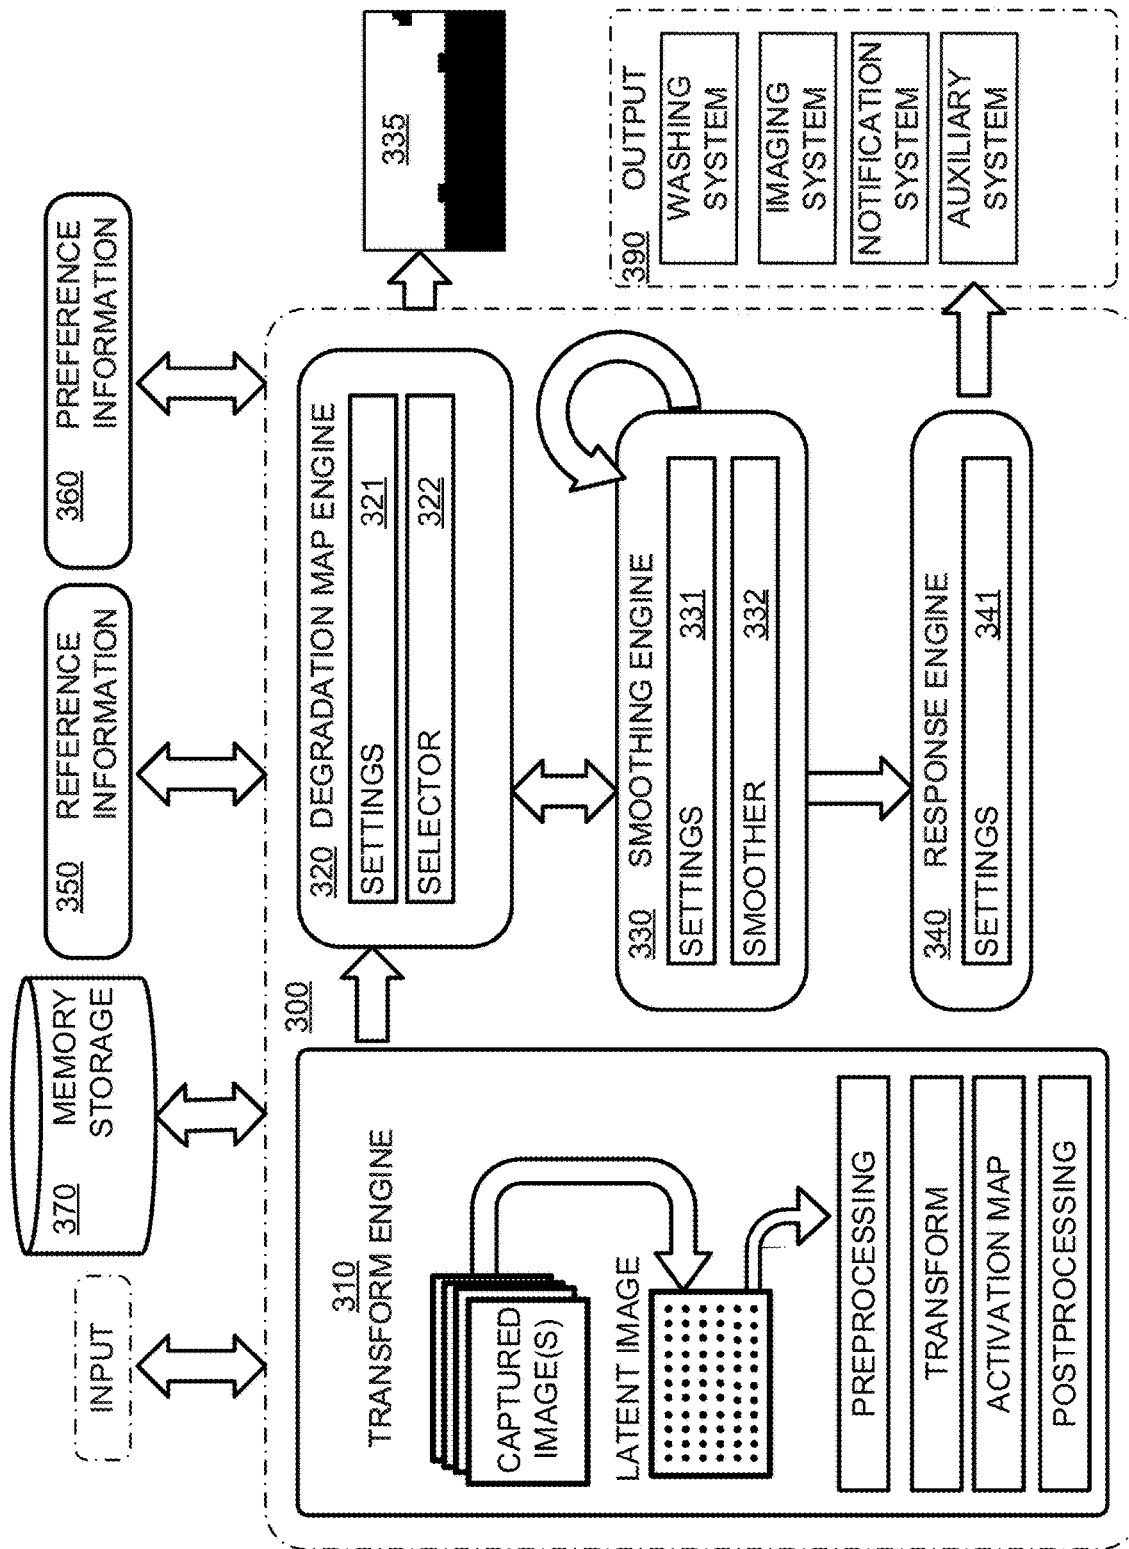 INPUT
370 MEMORY
STORAGE
350 REFERENCE
INFORMATION
360 PREFERENCE
INFORMATION
300
310
TRANSFORM ENGINE
CAPTURED
IMAGE(S)
LATENT IMAGE
PREPROCESSING
TRANSFORM
ACTIVATION MAP
POSTPROCESSING
320 DEGRADATION MAP ENGINE
SETTINGS 321
SELECTOR 322
330 SMOOTHING ENGINE
SETTINGS 331
SMOOTHER 332
340 RESPONSE ENGINE
SETTINGS 341
335
390 OUTPUT
WASHING
SYSTEM
IMAGING
SYSTEM
NOTIFICATION
SYSTEM
AUXILIARY
SYSTEM